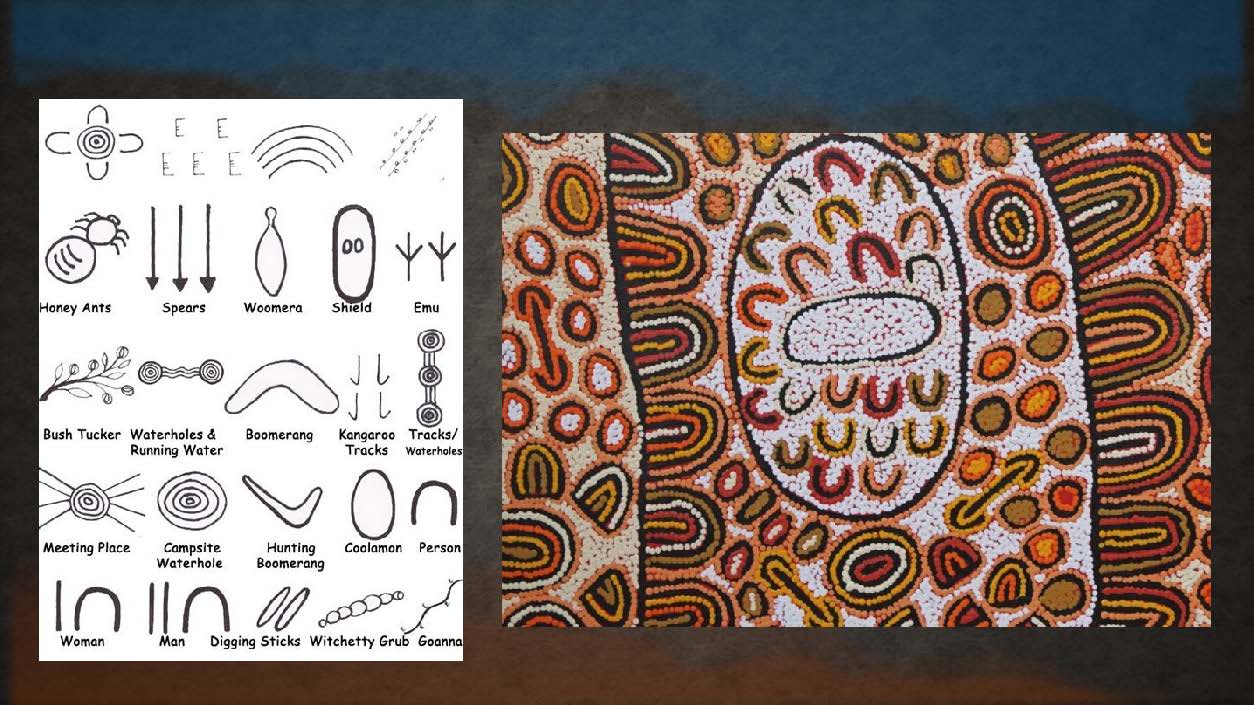 Honey Ants Spears Woomera Shield Emu
Bush Tucker Waterholes & Boomerang Kangaroo Tracks/
Running Water Tracks Waterholes
Meeting Place Campsite Hunting Coolamon Person
Waterhole Boomerang
Woman Man Digging Sticks Witchetty Grub Goanna